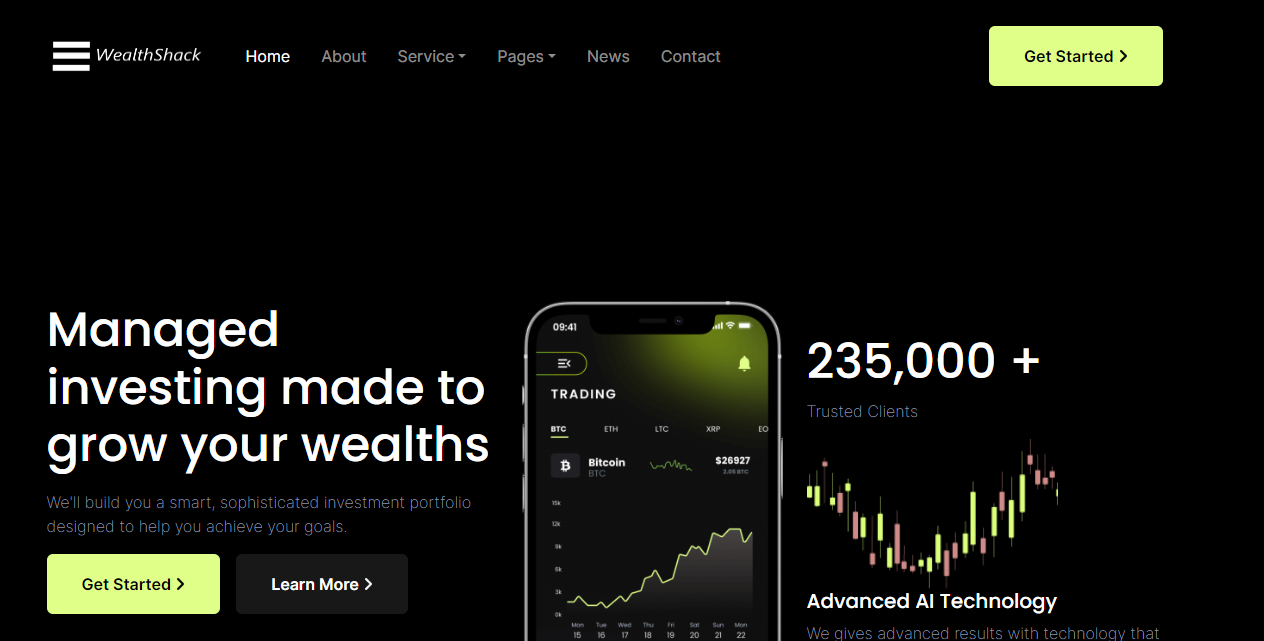 WealthShack
Home
About
Service
Pages
News
Contact
Get Started
Managed
investing made to
grow your wealths
We'll build you a smart, sophisticated investment portfolio
designed to help you achieve your goals.
Get Started
Learn More
09:41
TRADING
BTC ETH LTC XRP EO
Bitcoin
BTC
$26927
2.05 BTC
15k
12k
9k
6k
3k
0k
Mon Tue Wed Thu Fri Sat Sun Mon
15 16 17 18 19 20 21 22
235,000 +
Trusted Clients
Advanced AI Technology
We gives advanced results with technology that